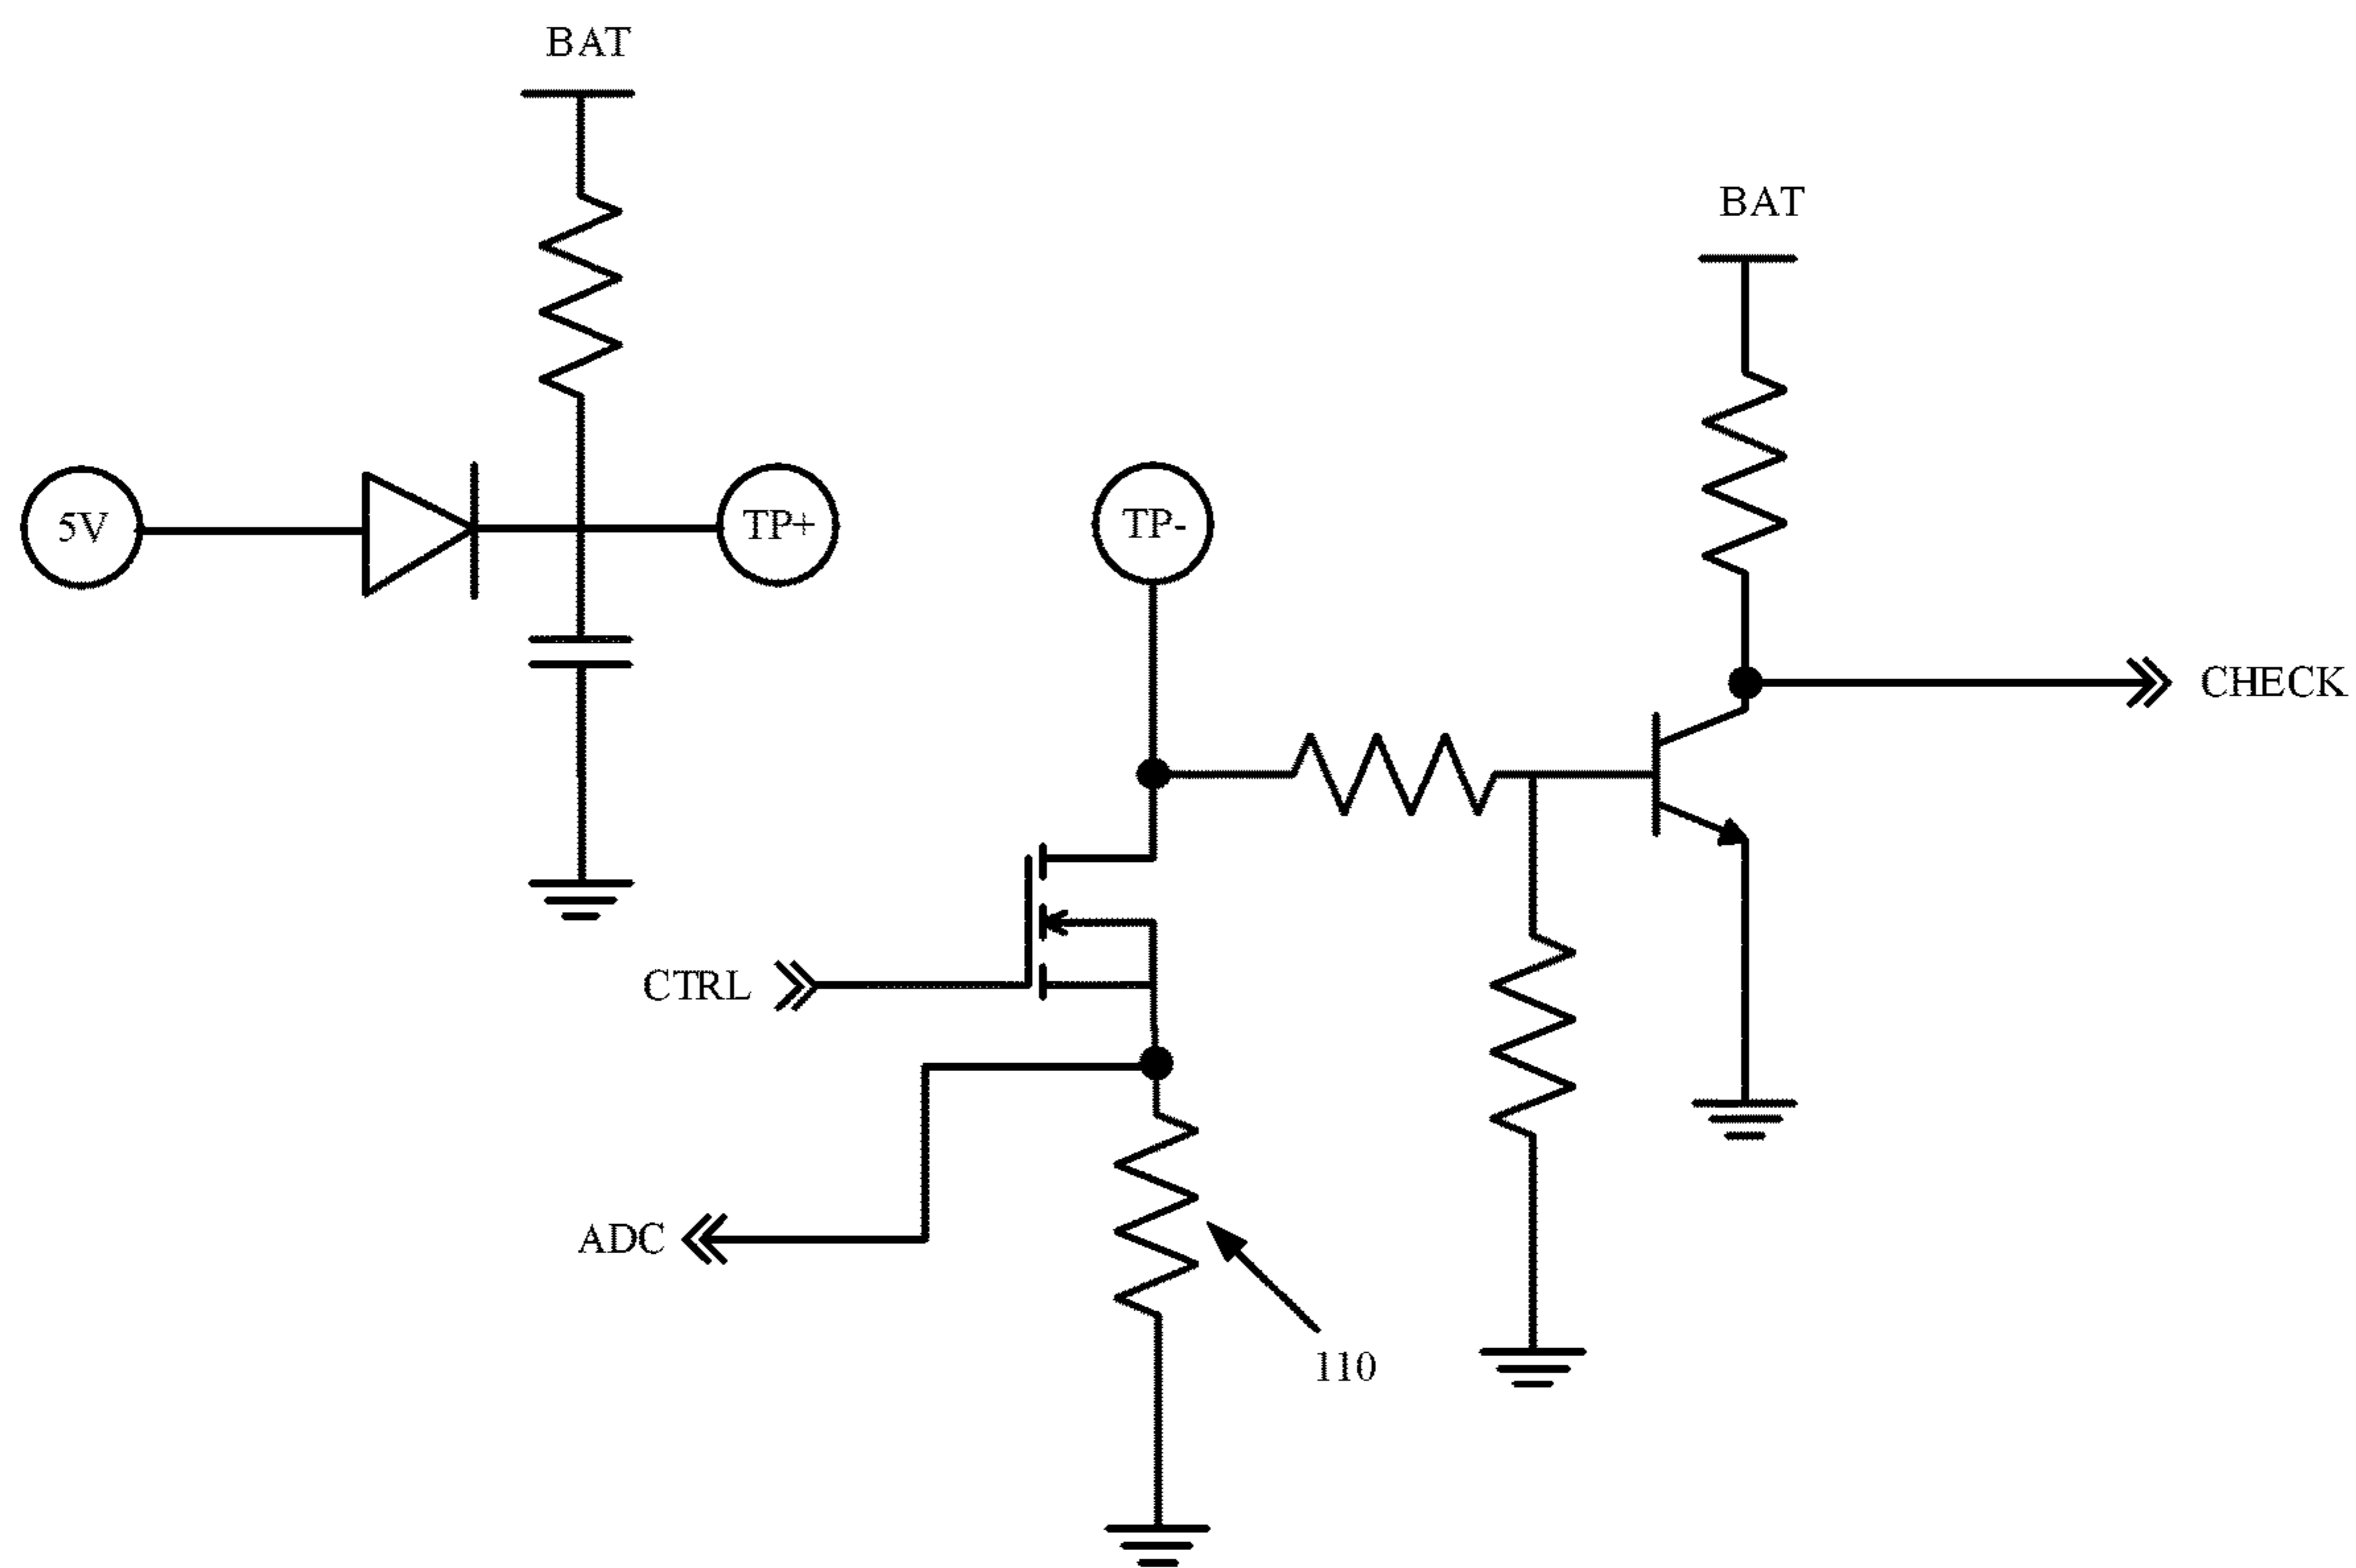 BAT
BAT
5V
TP+
TP-
CHECK
CTRL
ADC
110